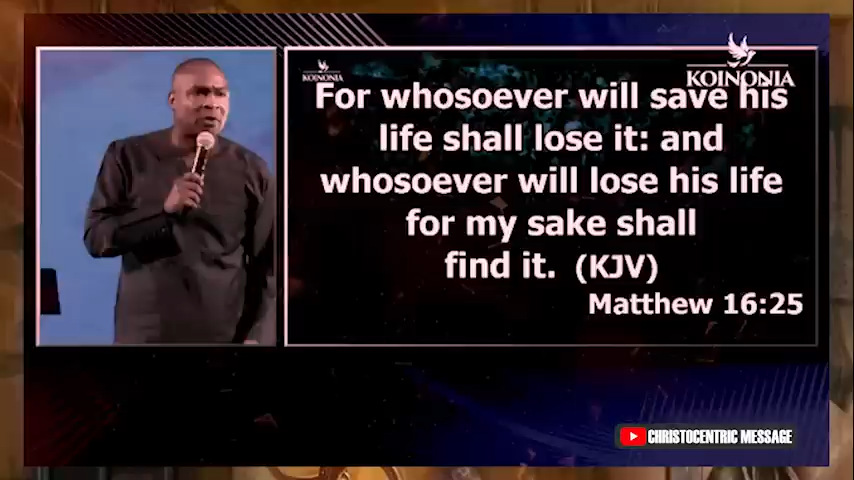 KOINONIA
KOINONIA
For whosoever will save his
life shall lose it: and
whosoever will lose his life
for my sake shall
find it. (KJV)
Matthew 16:25
CHRISTOCENTRIC MESSAGE